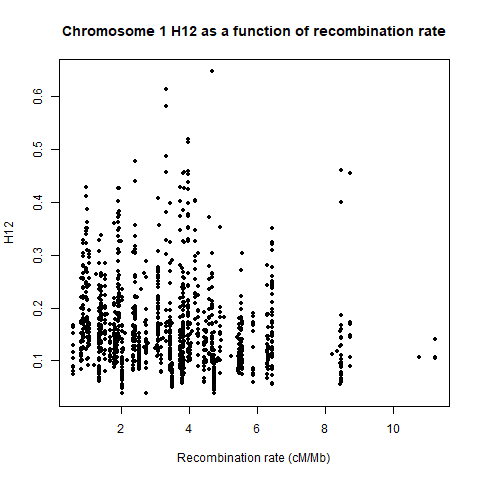 Chromosome 1 H12 as a function of recombination rate
H12
0.6
0.5
0.4
0.3
0.2
0.1
2 4 6 8 10
Recombination rate (cM/Mb)